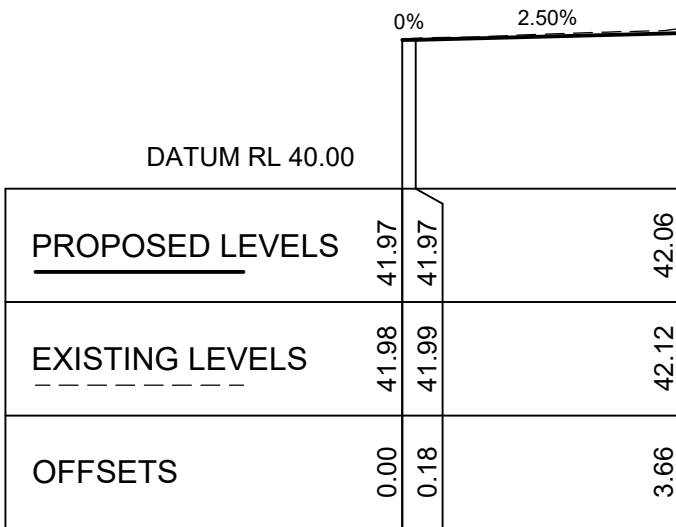 0% 2.50%
DATUM RL 40.00
PROPOSED LEVELS 41.97 41.97 42.06
EXISTING LEVELS 41.98 41.99 42.12
OFFSETS 0.00 0.18 3.66